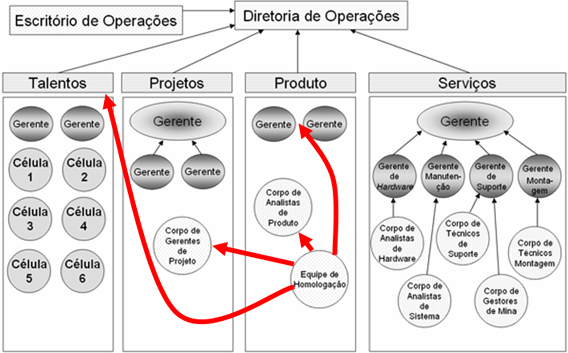 Escritório de Operações
Diretoria de Operações
Talentos
Projetos
Produto
Serviços
Gerente
Gerente
Célula
1
Célula
2
Célula
3
Célula
4
Célula
5
Célula
6
Gerente
Gerente
Gerente
Corpo de
Gerentes
de
Projeto
Gerente
Gerente
Corpo de
Analistas
de
Produto
Equipe de
Homologação
Gerente
Gerente
de
Hardware
Gerente
Manuten-
ção
Gerente
de
Suporte
Gerente
Monta-
gem
Corpo de
Analistas
de
Hardware
Corpo de
Técnicos
de
Suporte
Corpo de
Técnicos
Montagem
Corpo de
Analistas
de
Sistema
Corpo de
Gestores
de Mina